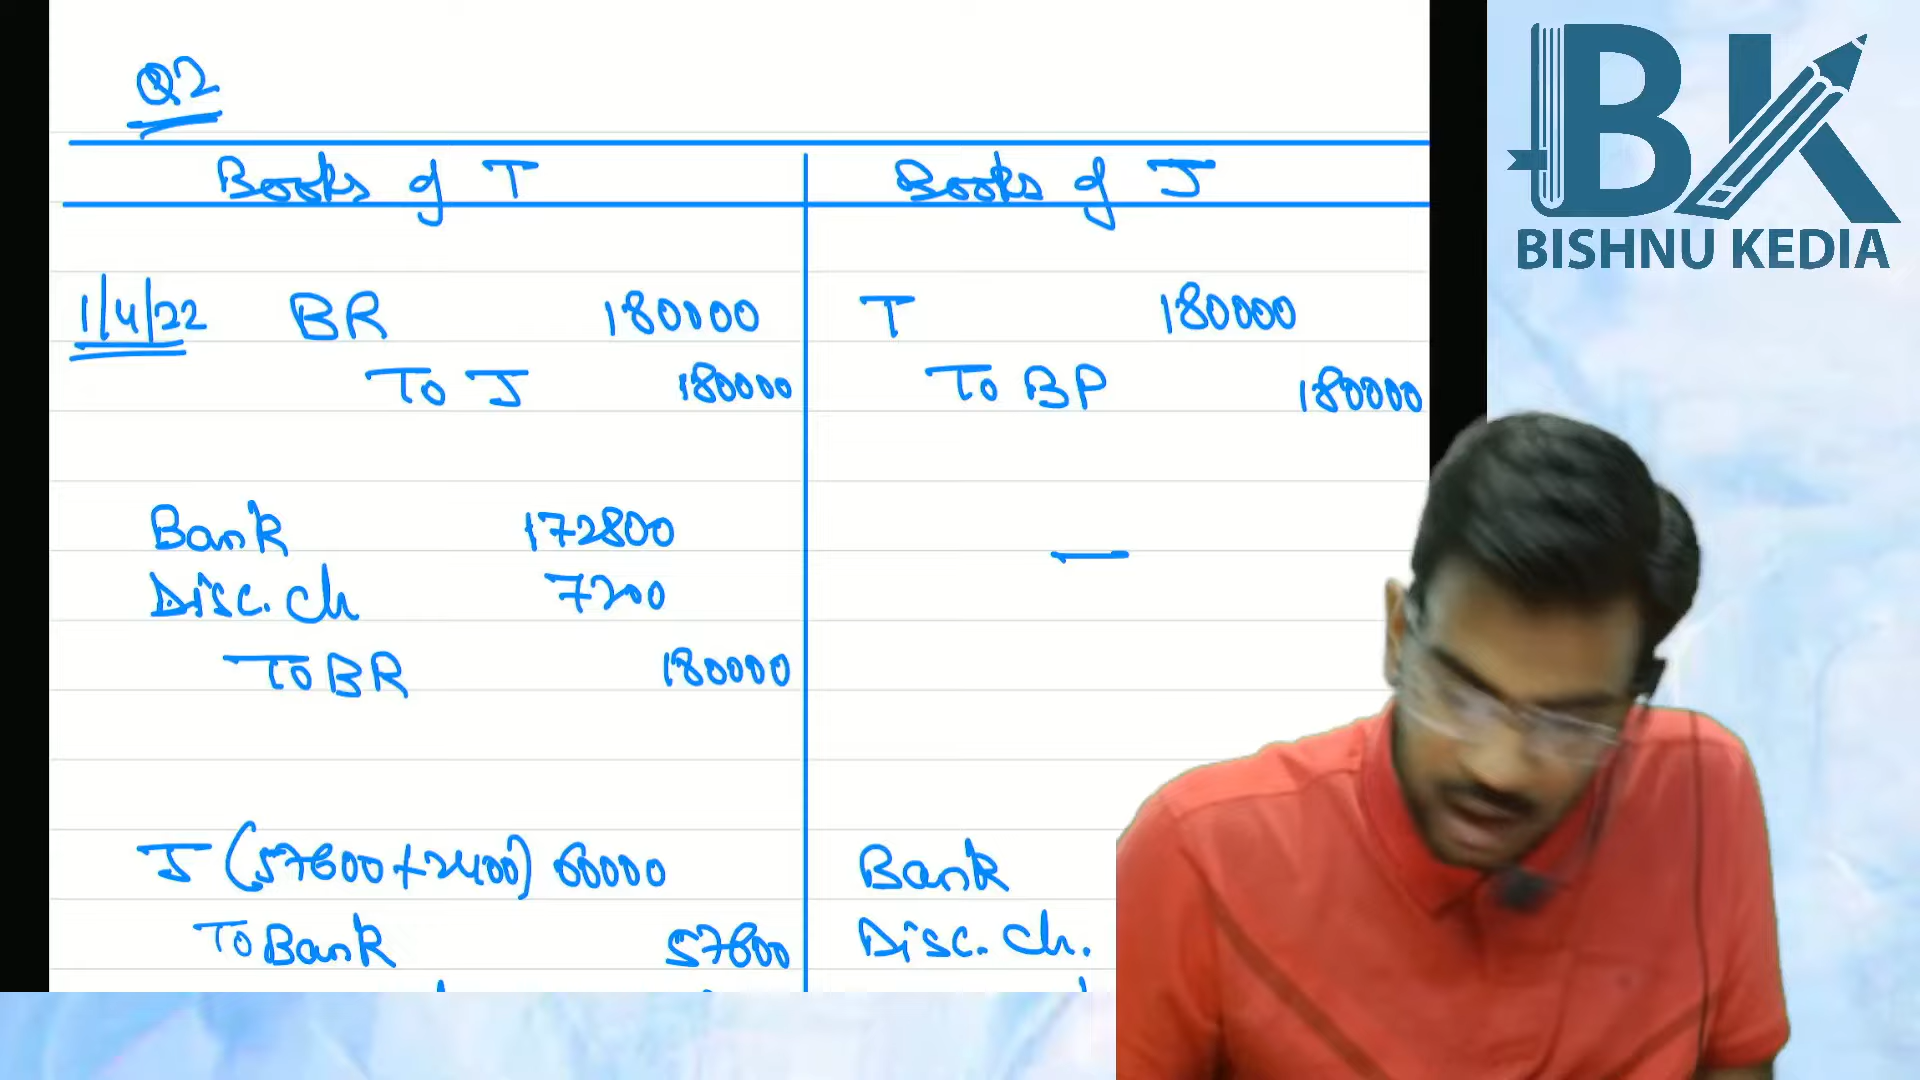 Q2
Books of T
Books of J
1/4/22 BR 180000
To J 180000
T 180000
To BP 180000
Bank 172800
Disc. ch 7200
To BR 180000
—
J (57600+2400) 60000
To Bank 57600
Bank
Disc. ch.
BK
BISHNU KEDIA